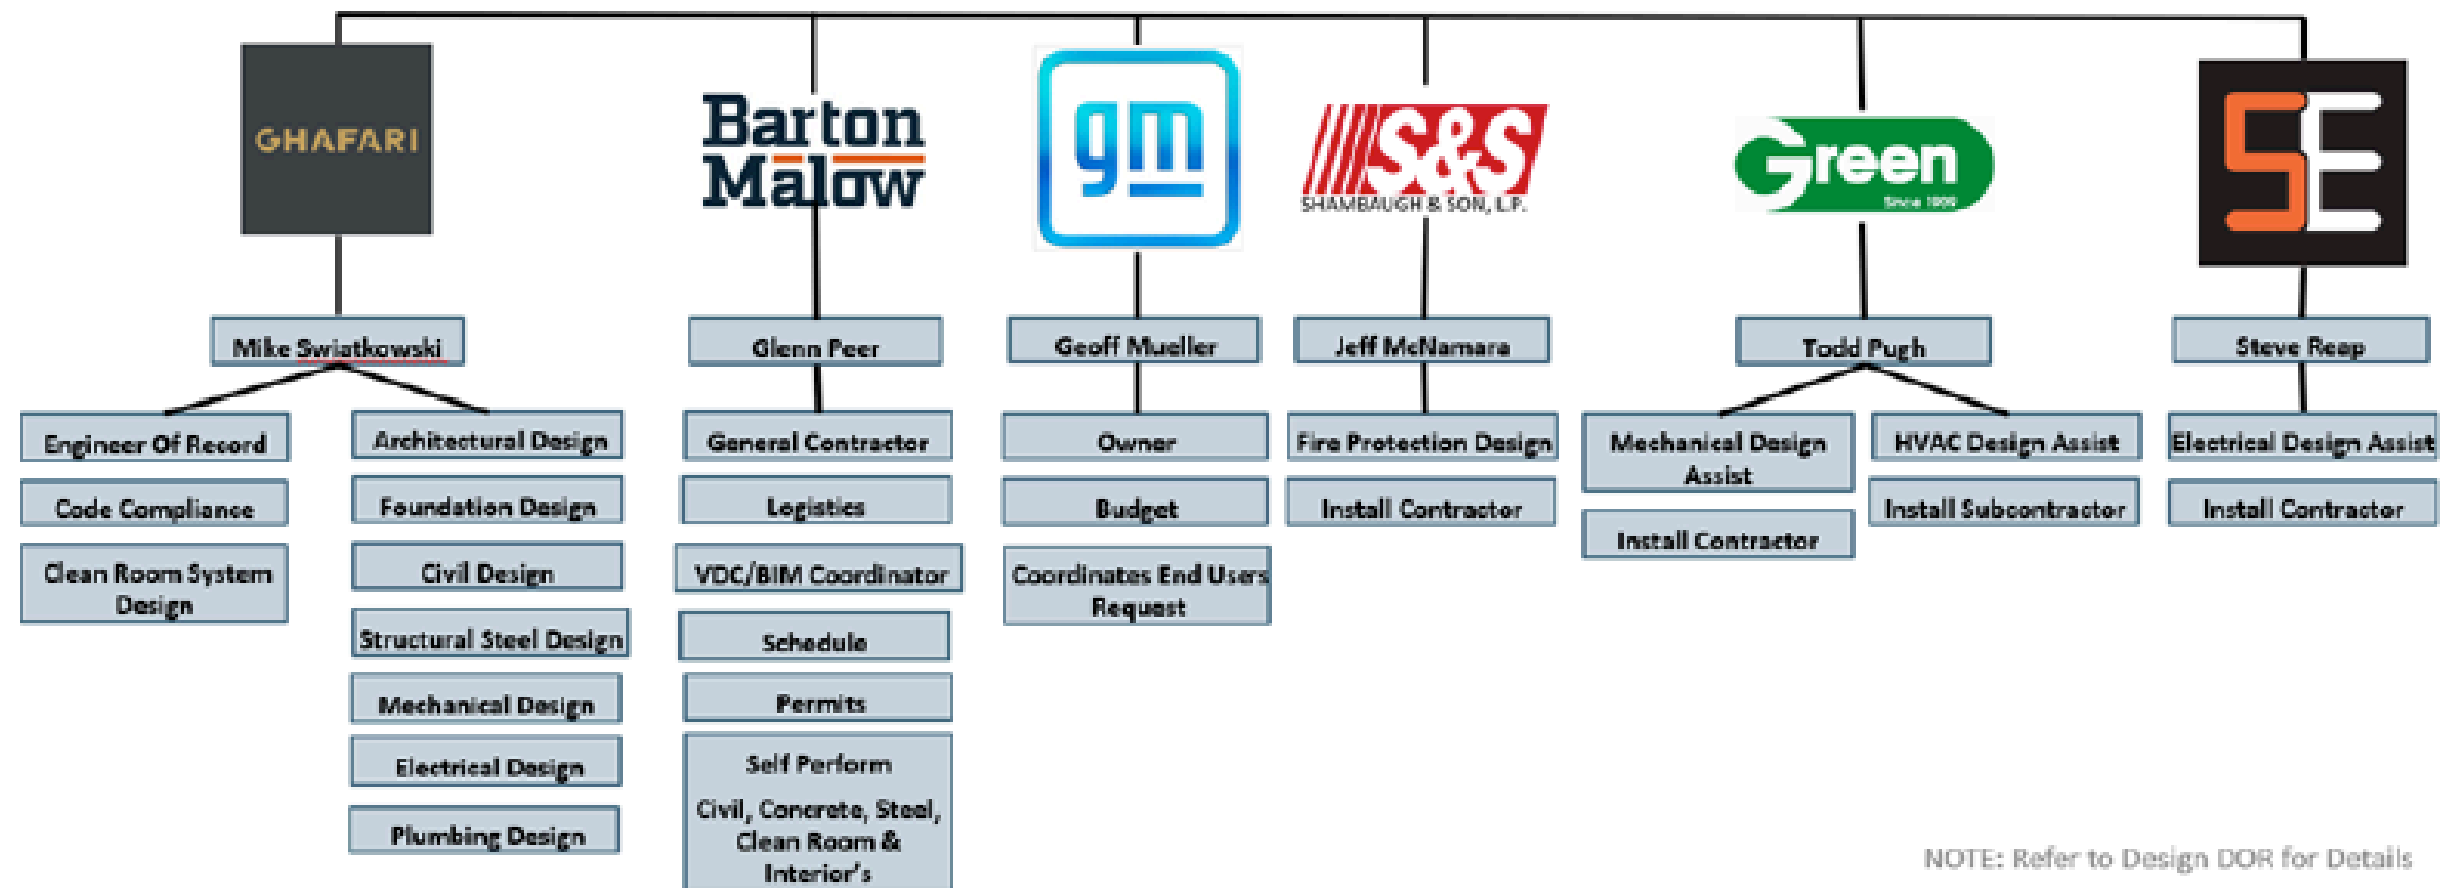 GHAFARI
Barton
Malow
gm
S&S
SHAMBAUGH & SON, L.P.
Green
Since 1909
SE
Mike Swiatkowski
Glenn Peer
Geoff Mueller
Jeff McNamara
Todd Pugh
Steve Reap
Engineer Of Record
Code Compliance
Clean Room System
Design
Architectural Design
Foundation Design
Civil Design
Structural Steel Design
Mechanical Design
Electrical Design
Plumbing Design
General Contractor
Logistics
VDC/BIM Coordinator
Schedule
Permits
Self Perform
Civil, Concrete, Steel,
Clean Room &
Interior's
Owner
Budget
Coordinates End Users
Request
Fire Protection Design
Install Contractor
Mechanical Design
Assist
Install Contractor
HVAC Design Assist
Install Subcontractor
Electrical Design Assist
Install Contractor
NOTE: Refer to Design DOR for Details